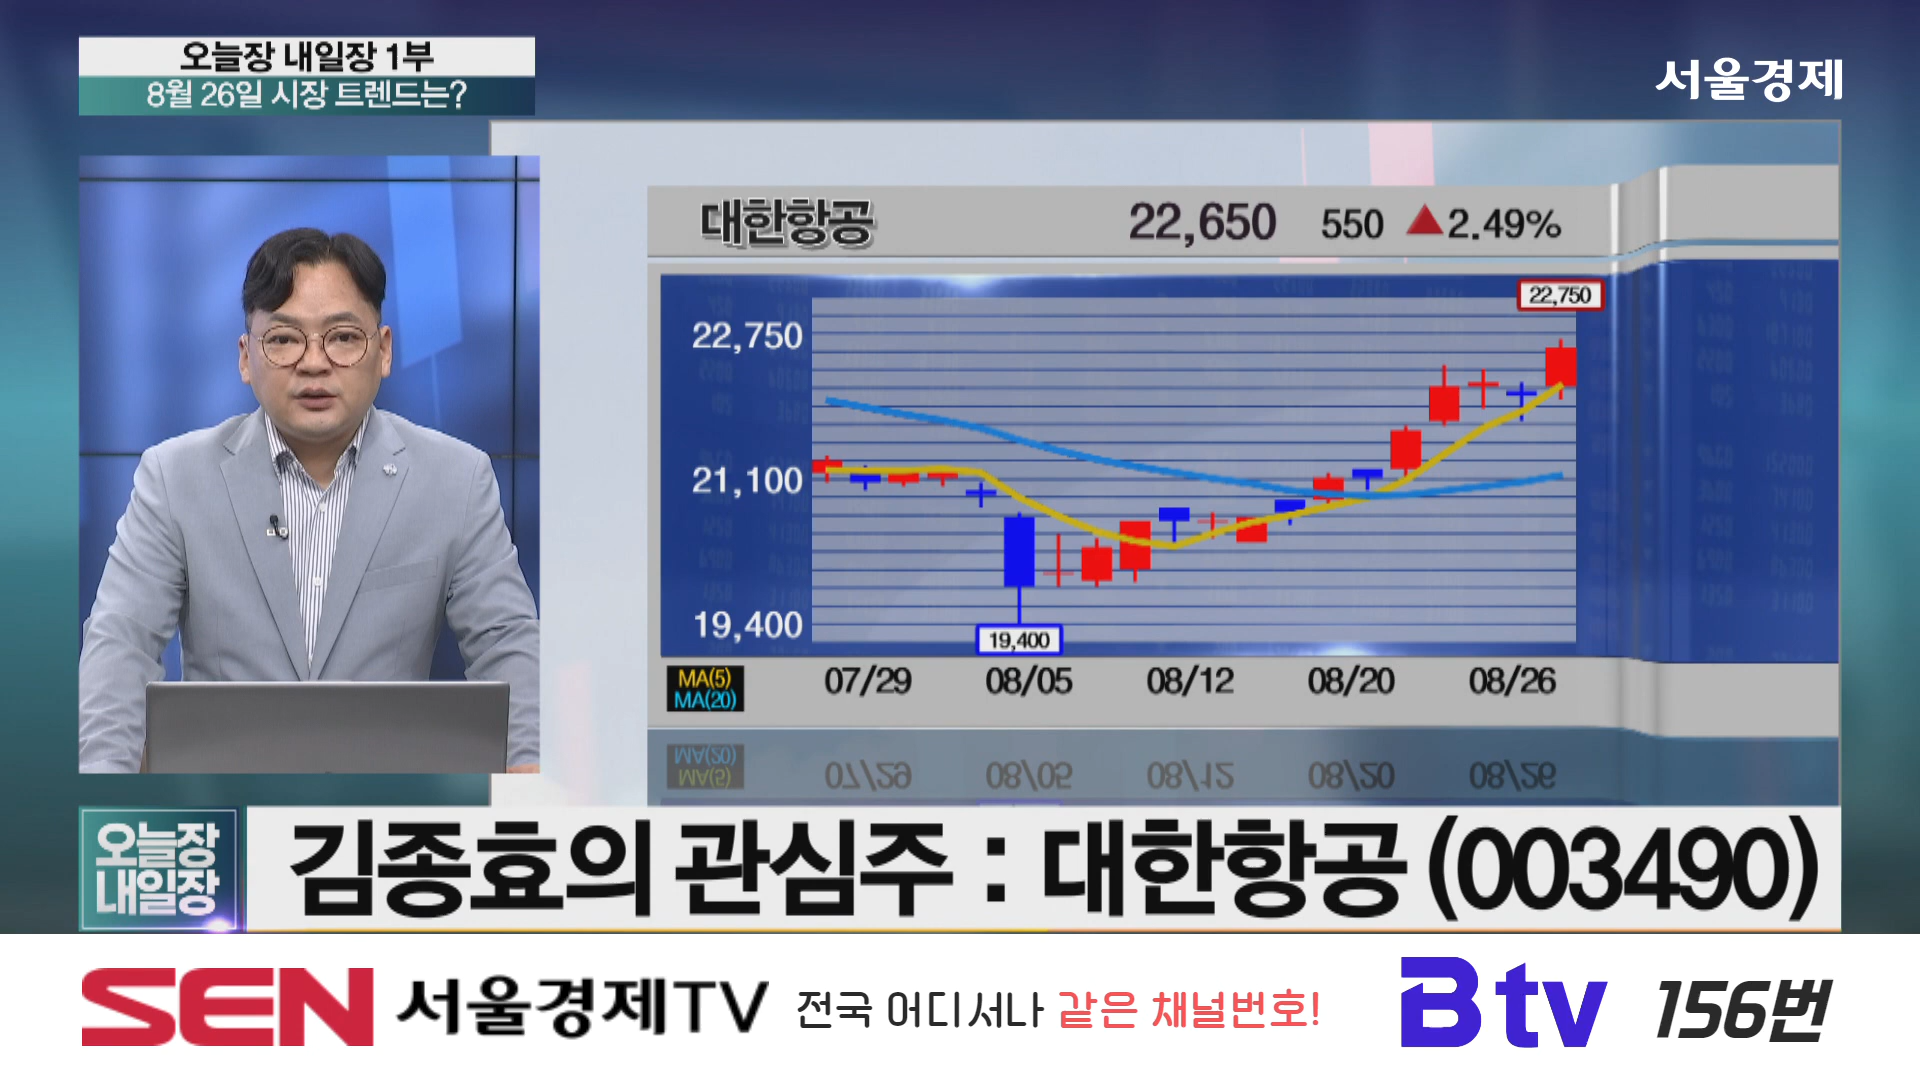 오늘장 내일장 1부
8월 26일 시장 트렌드는?
서울경제
대한항공 22,650 550 ▲2.49%
22,750
22,750
21,100
19,400
19,400
MA(5)
MA(20)
07/29 08/05 08/12 08/20 08/26
오늘장
내일장
김종효의 관심주 : 대한항공 (003490)
SEN 서울경제TV 전국 어디서나 같은 채널번호! B tv 156번